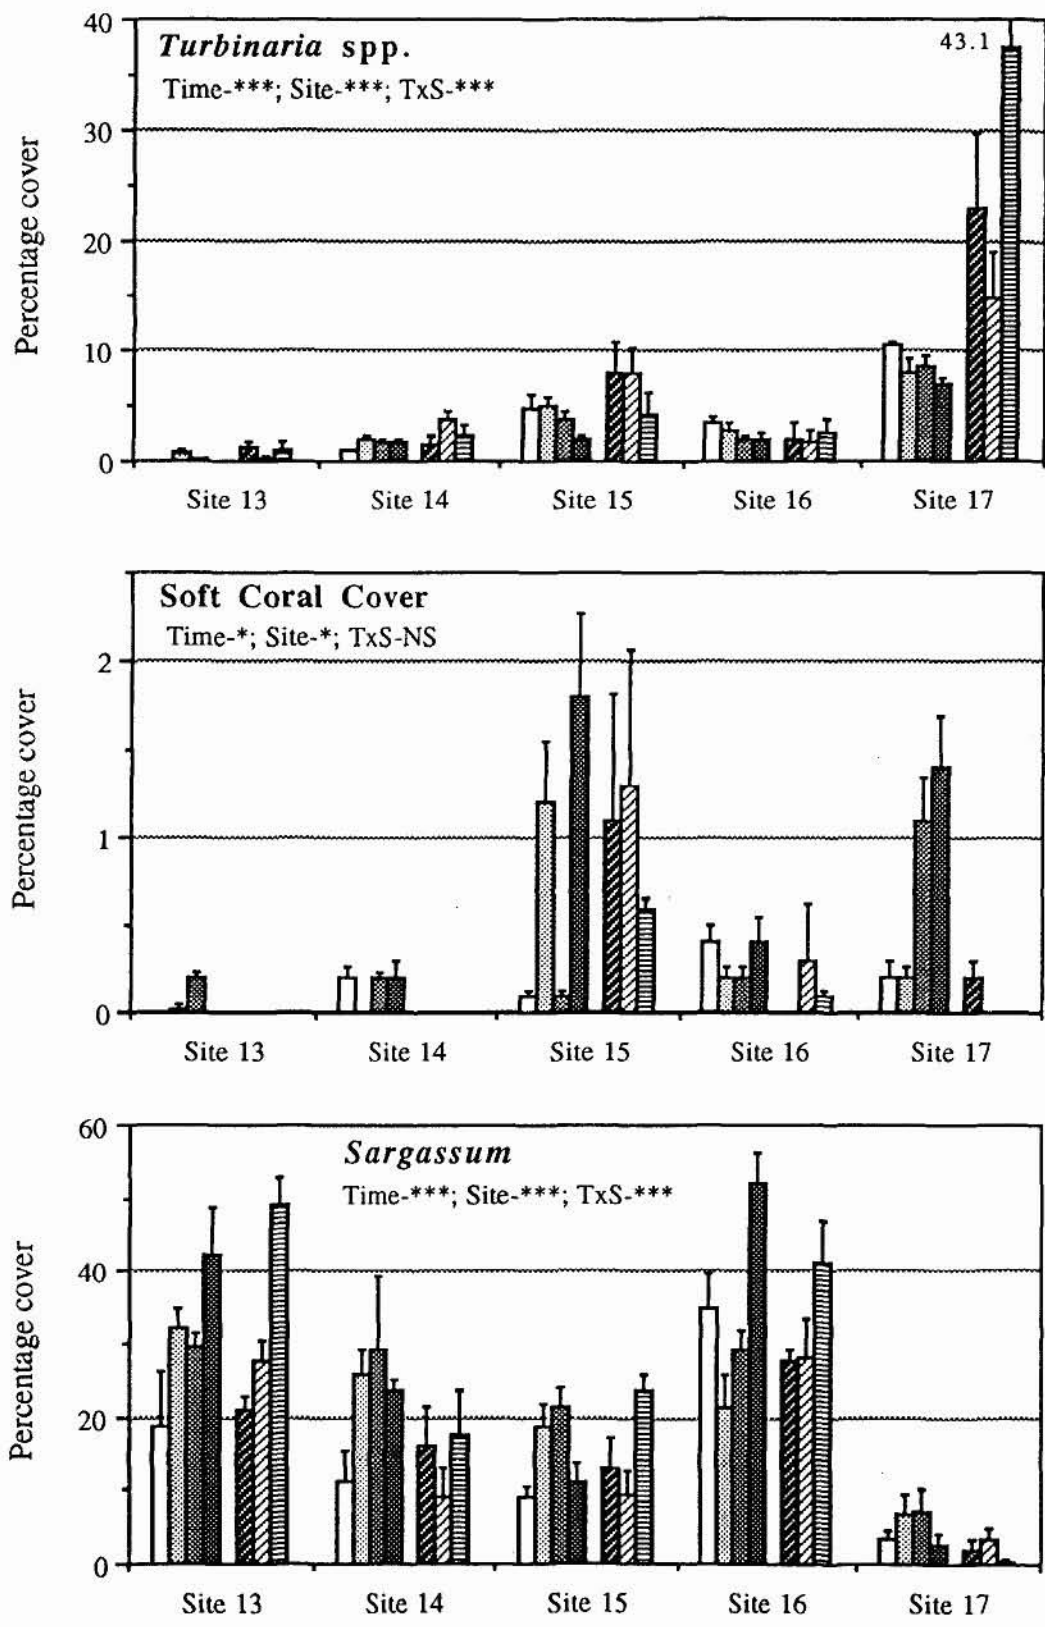 40
Turbinaria spp.
43.1
Time-***; Site-***; TxS-***
30
20
10
0
Percentage cover
Site 13 Site 14 Site 15 Site 16 Site 17
Soft Coral Cover
Time-*; Site-*; TxS-NS
2
1
0
Percentage cover
Site 13 Site 14 Site 15 Site 16 Site 17
60
Sargassum
Time-***; Site-***; TxS-***
40
20
0
Percentage cover
Site 13 Site 14 Site 15 Site 16 Site 17